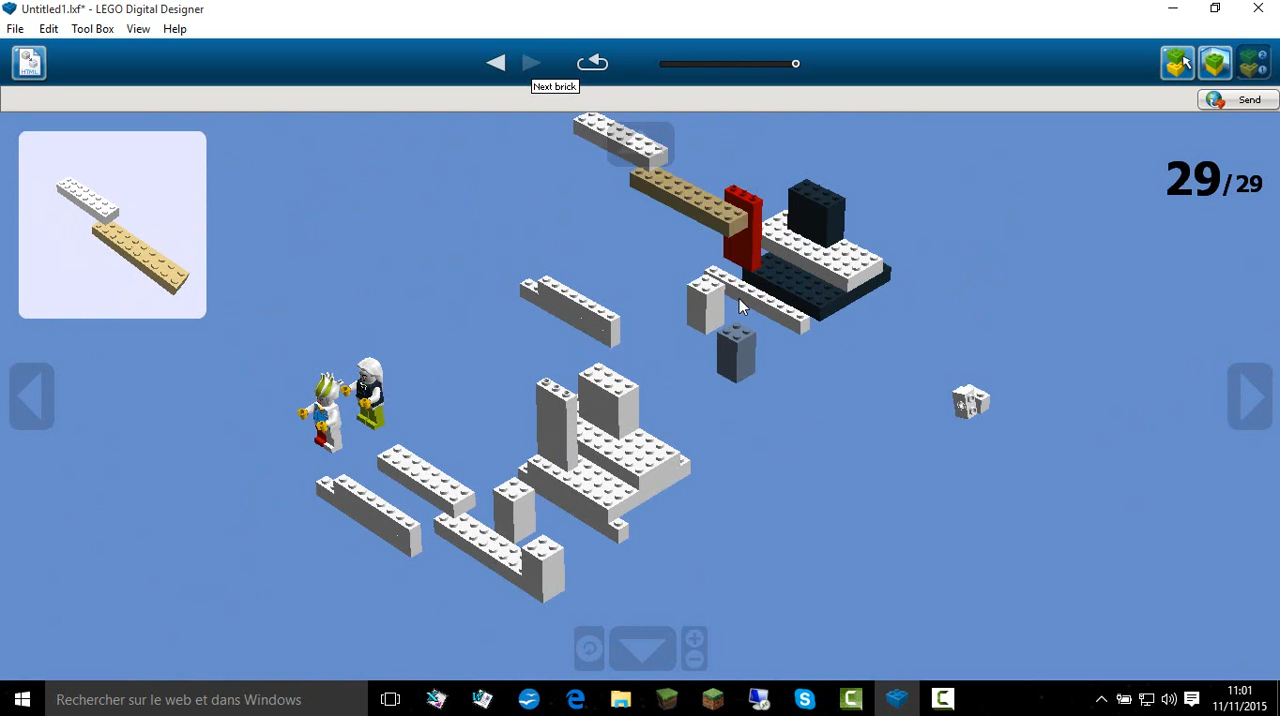 Untitled1.lxf* - LEGO Digital Designer
File Edit Tool Box View Help
HTML
Next brick
Send
29/29
Rechercher sur le web et dans Windows
11:01
11/11/2015